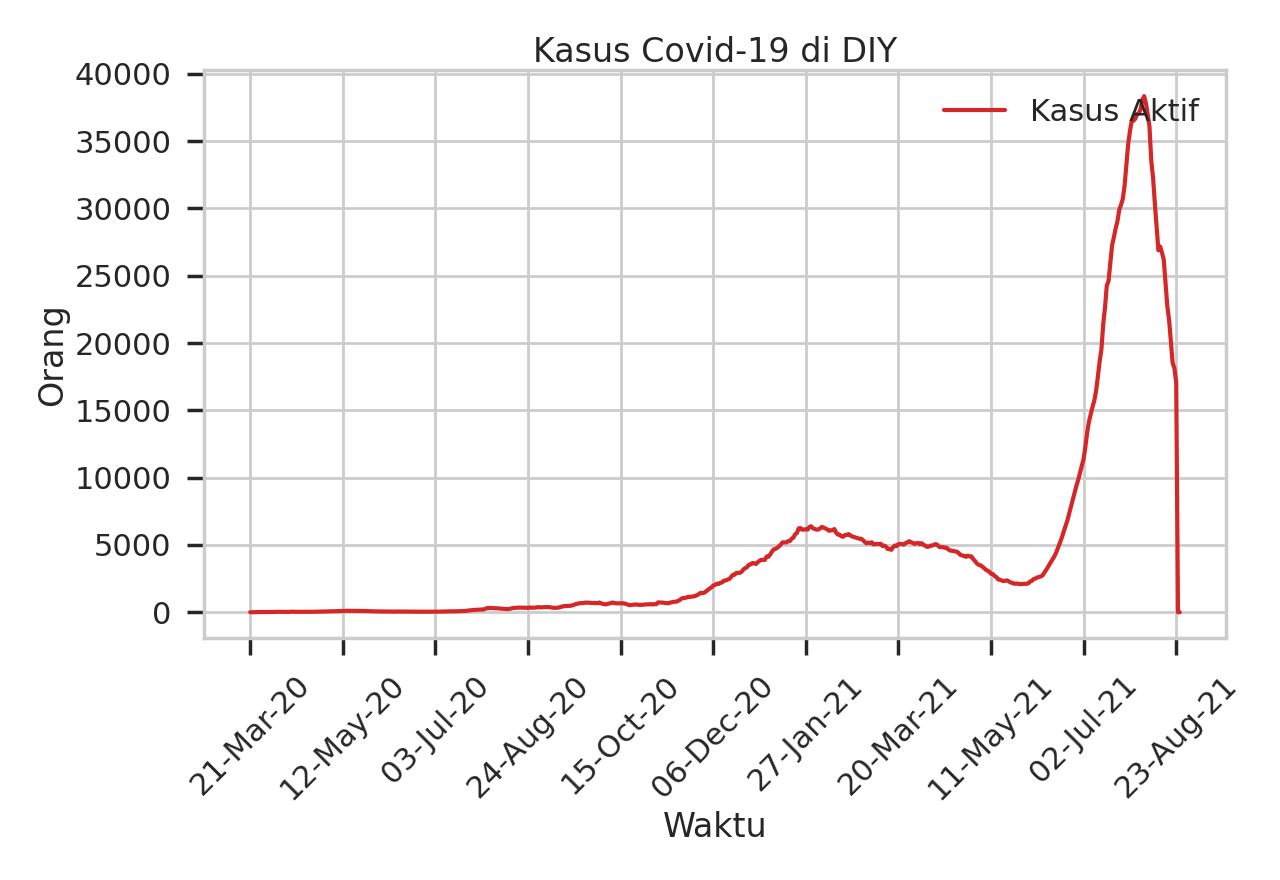 Kasus Covid-19 di DIY
Kasus Aktif
Orang
40000
35000
30000
25000
20000
15000
10000
5000
0
21-Mar-20
12-May-20
03-Jul-20
24-Aug-20
15-Oct-20
06-Dec-20
27-Jan-21
20-Mar-21
11-May-21
02-Jul-21
23-Aug-21
Waktu